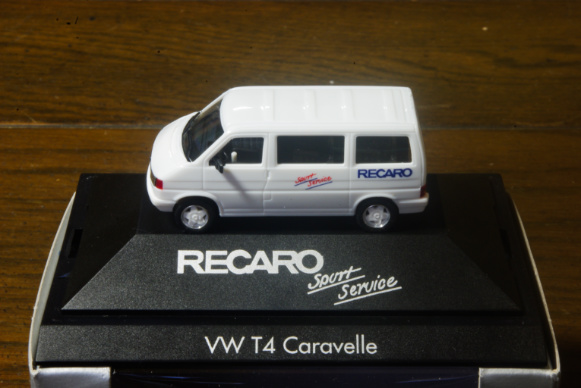 Sport
Service
RECARO
RECARO
Sport
Service
VW T4 Caravelle